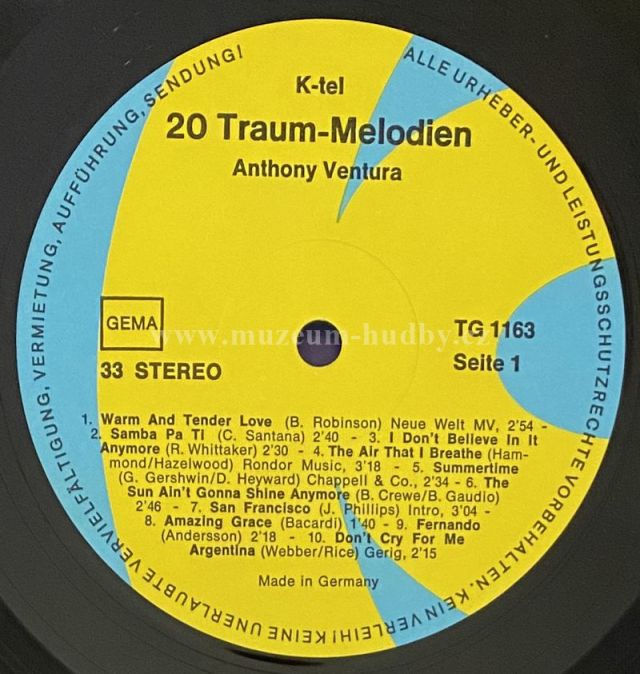 K-tel
20 Traum-Melodien
Anthony Ventura
GEMA
33 STEREO
TG 1163
Seite 1
www.muzeum-hudby.cz
1. Warm And Tender Love (B. Robinson) Neue Welt MV, 2'54 -
2. Samba Pa Ti (C. Santana) 2'40 - 3. I Don't Believe In It
Anymore (R. Whittaker) 2'30 - 4. The Air That I Breathe (Ham-
mond/Hazelwood) Rondor Music, 3'18 - 5. Summertime
(G. Gershwin/D. Heyward) Chappell & Co., 2'34 - 6. The
Sun Ain't Gonna Shine Anymore (B. Crewe/B. Gaudio)
2'46 - 7. San Francisco (J. Phillips) Intro, 3'04 -
8. Amazing Grace (Bacardi) 1'40 - 9. Fernando
(Andersson) 2'18 - 10. Don't Cry For Me
Argentina (Webber/Rice) Gerig, 2'15
Made in Germany
ALLE URHEBER- UND LEISTUNGSSCHUTZRECHTE VORBEHALTEN. KEIN VERLEIH! KEINE UNERLAUBTE VERVIELFÄLTIGUNG, VERMIETUNG, AUFFÜHRUNG, SENDUNG!